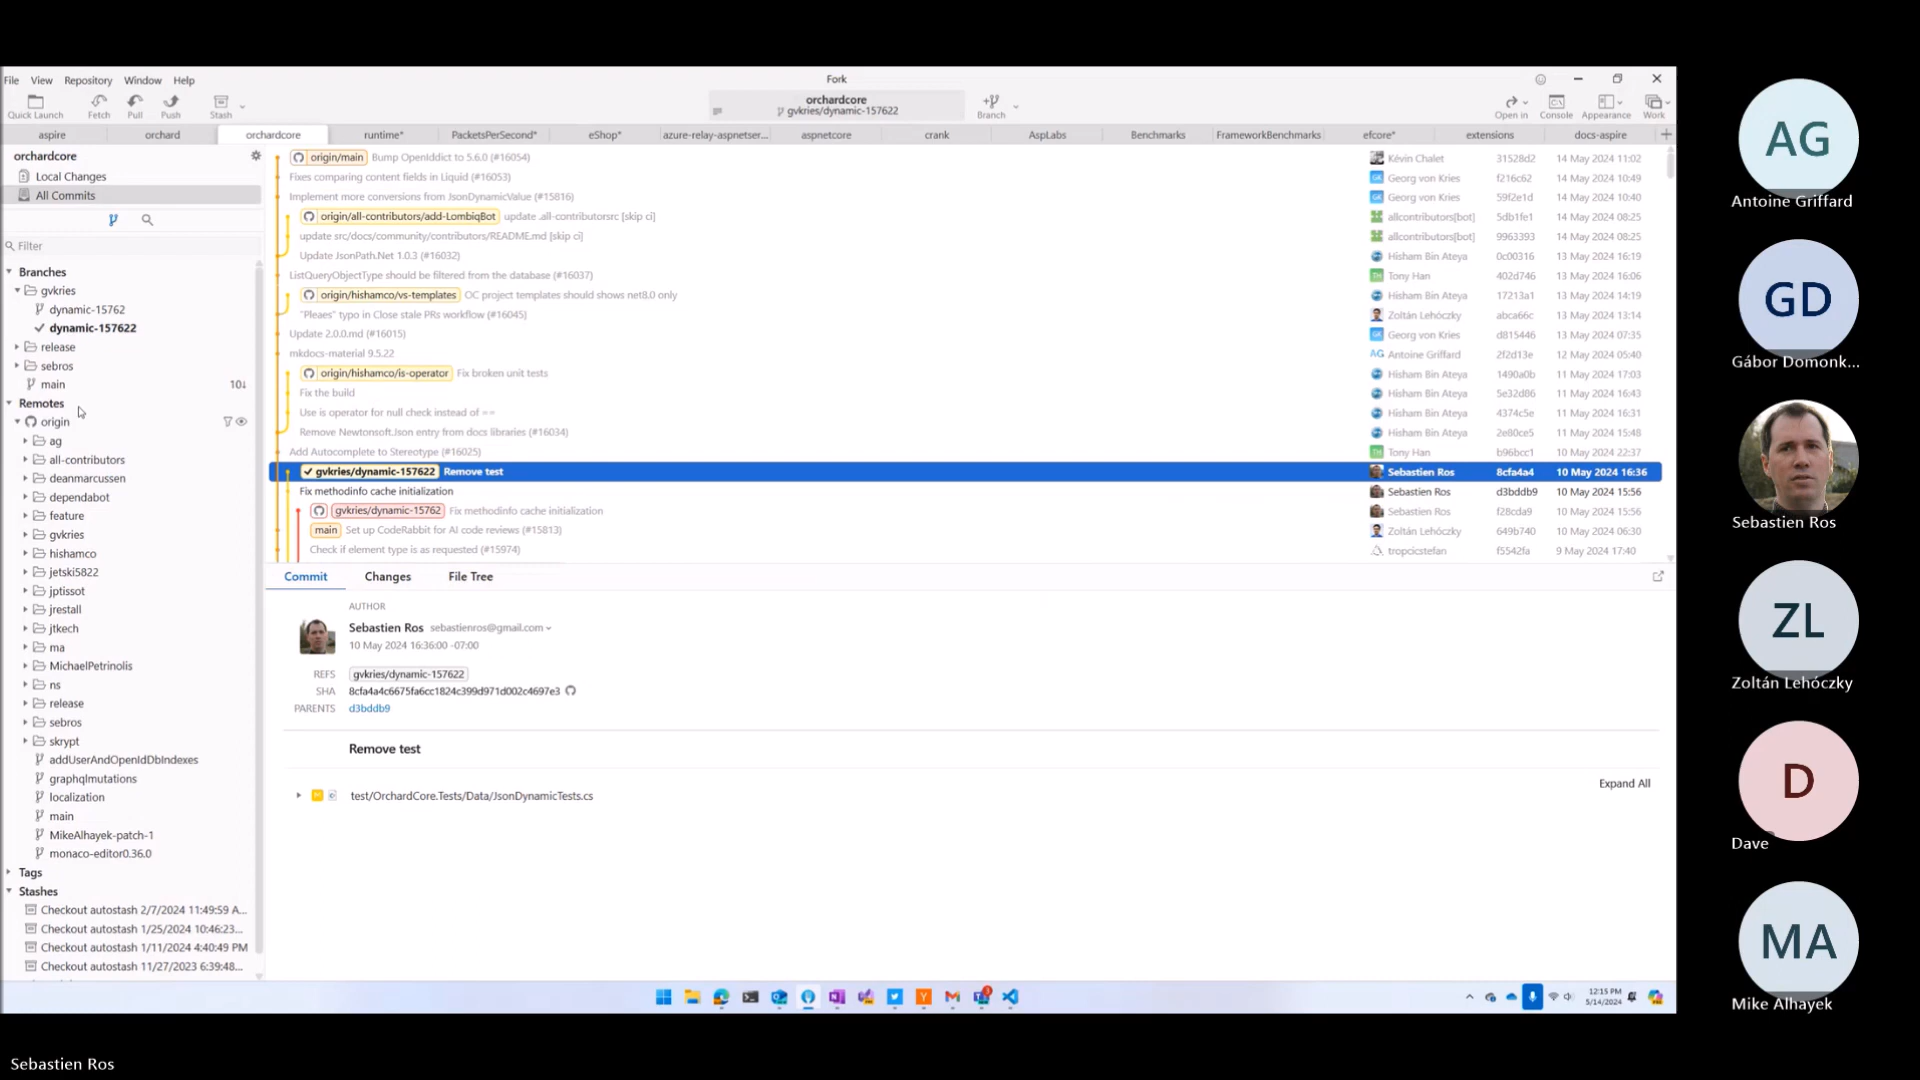 File View Repository Window Help
Fork
Quick Launch
Fetch
Pull
Push
Stash
orchardcore
gvkries/dynamic-157622
Branch
Open in
Console
Appearance
Work
aspire
orchard
orchardcore
runtime*
PacketsPerSecond*
eShop*
azure-relay-aspnetser...
aspnetcore
crank
AspLabs
Benchmarks
FrameworkBenchmarks
efcore*
extensions
docs-aspire
orchardcore
Local Changes
All Commits
Filter
Branches
gvkries
dynamic-15762
dynamic-157622
release
sebros
main 10↓
Remotes
origin
ag
all-contributors
deanmarcussen
dependabot
feature
gvkries
hishamco
jetski5822
jptissot
jrestall
jtkech
ma
MichaelPetrinolis
ns
release
sebros
skrypt
addUserAndOpenIdDbIndexes
graphqlmutations
localization
main
MikeAlhayek-patch-1
monaco-editor0.36.0
Tags
Stashes
Checkout autostash 2/7/2024 11:49:59 A...
Checkout autostash 1/25/2024 10:46:23...
Checkout autostash 1/11/2024 4:40:49 PM
Checkout autostash 11/27/2023 6:39:48...
origin/main Bump OpenIddict to 5.6.0 (#16054) Kévin Chalet 31528d2 14 May 2024 11:02
Fixes comparing content fields in Liquid (#16053) GK Georg von Kries f216c62 14 May 2024 10:49
Implement more conversions from JsonDynamicValue (#15816) GK Georg von Kries 59f2e1d 14 May 2024 10:40
origin/all-contributors/add-LombiqBot update .all-contributorsrc [skip ci] allcontributors[bot] 5db1fe1 14 May 2024 08:25
update src/docs/community/contributors/README.md [skip ci] allcontributors[bot] 9963393 14 May 2024 08:25
Update JsonPath.Net 1.0.3 (#16032) Hisham Bin Ateya 0c00316 13 May 2024 16:19
ListQueryObjectType should be filtered from the database (#16037) TH Tony Han 402d746 13 May 2024 16:06
origin/hishamco/vs-templates OC project templates should shows net8.0 only Hisham Bin Ateya 17213a1 13 May 2024 14:19
"Pleaes" typo in Close stale PRs workflow (#16045) Zoltán Lehóczky abca66c 13 May 2024 13:14
Update 2.0.0.md (#16015) GK Georg von Kries d815446 13 May 2024 07:35
mkdocs-material 9.5.22 AG Antoine Griffard 2f2d13e 12 May 2024 05:40
origin/hishamco/is-operator Fix broken unit tests Hisham Bin Ateya 1490a0b 11 May 2024 17:03
Fix the build Hisham Bin Ateya 5e32d86 11 May 2024 16:43
Use is operator for null check instead of == Hisham Bin Ateya 4374c5e 11 May 2024 16:31
Remove Newtonsoft.Json entry from docs libraries (#16034) Hisham Bin Ateya 2e80ce5 11 May 2024 15:48
Add Autocomplete to Stereotype (#16025) TH Tony Han b96bcc1 10 May 2024 22:37
gvkries/dynamic-157622 Remove test Sebastien Ros 8cfa4a4 10 May 2024 16:36
Fix methodinfo cache initialization Sebastien Ros d3bddb9 10 May 2024 15:56
gvkries/dynamic-15762 Fix methodinfo cache initialization Sebastien Ros f28cda9 10 May 2024 15:56
main Set up CodeRabbit for AI code reviews (#15813) Zoltán Lehóczky 649b740 10 May 2024 06:30
Check if element type is as requested (#15974) tropcicstefan f5542fa 9 May 2024 17:40
Commit
Changes
File Tree
AUTHOR
Sebastien Ros sebastienros@gmail.com
10 May 2024 16:36:00 -07:00
REFS gvkries/dynamic-157622
SHA 8cfa4a4c6675fa6cc1824c399d971d002c4697e3
PARENTS d3bddb9
Remove test
Expand All
test/OrchardCore.Tests/Data/JsonDynamicTests.cs
12:15 PM
5/14/2024
AG
Antoine Griffard
GD
Gábor Domonk...
Sebastien Ros
ZL
Zoltán Lehóczky
D
Dave
MA
Mike Alhayek
Sebastien Ros